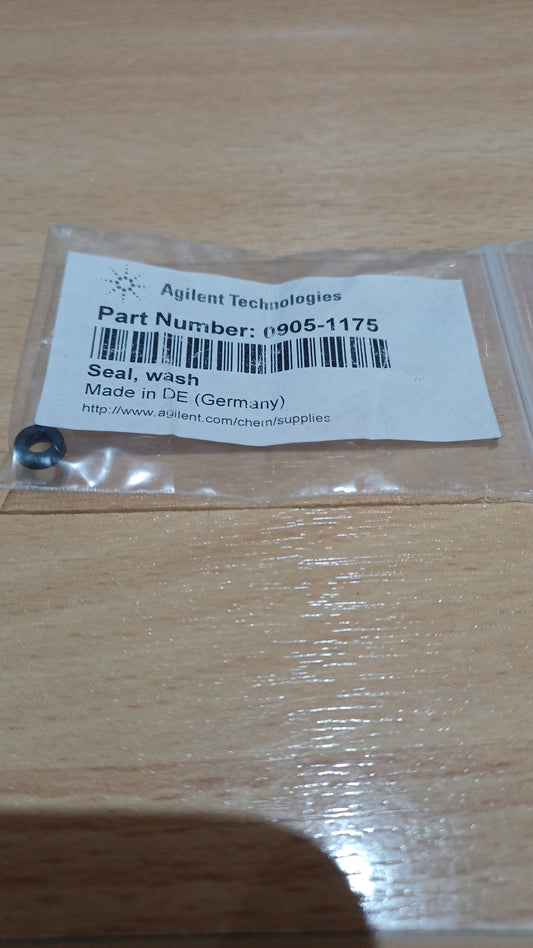 Agilent Technologies
Part Number: 0905-1175
Seal, wash
Made in DE (Germany)
http://www.agilent.com/chem/supplies